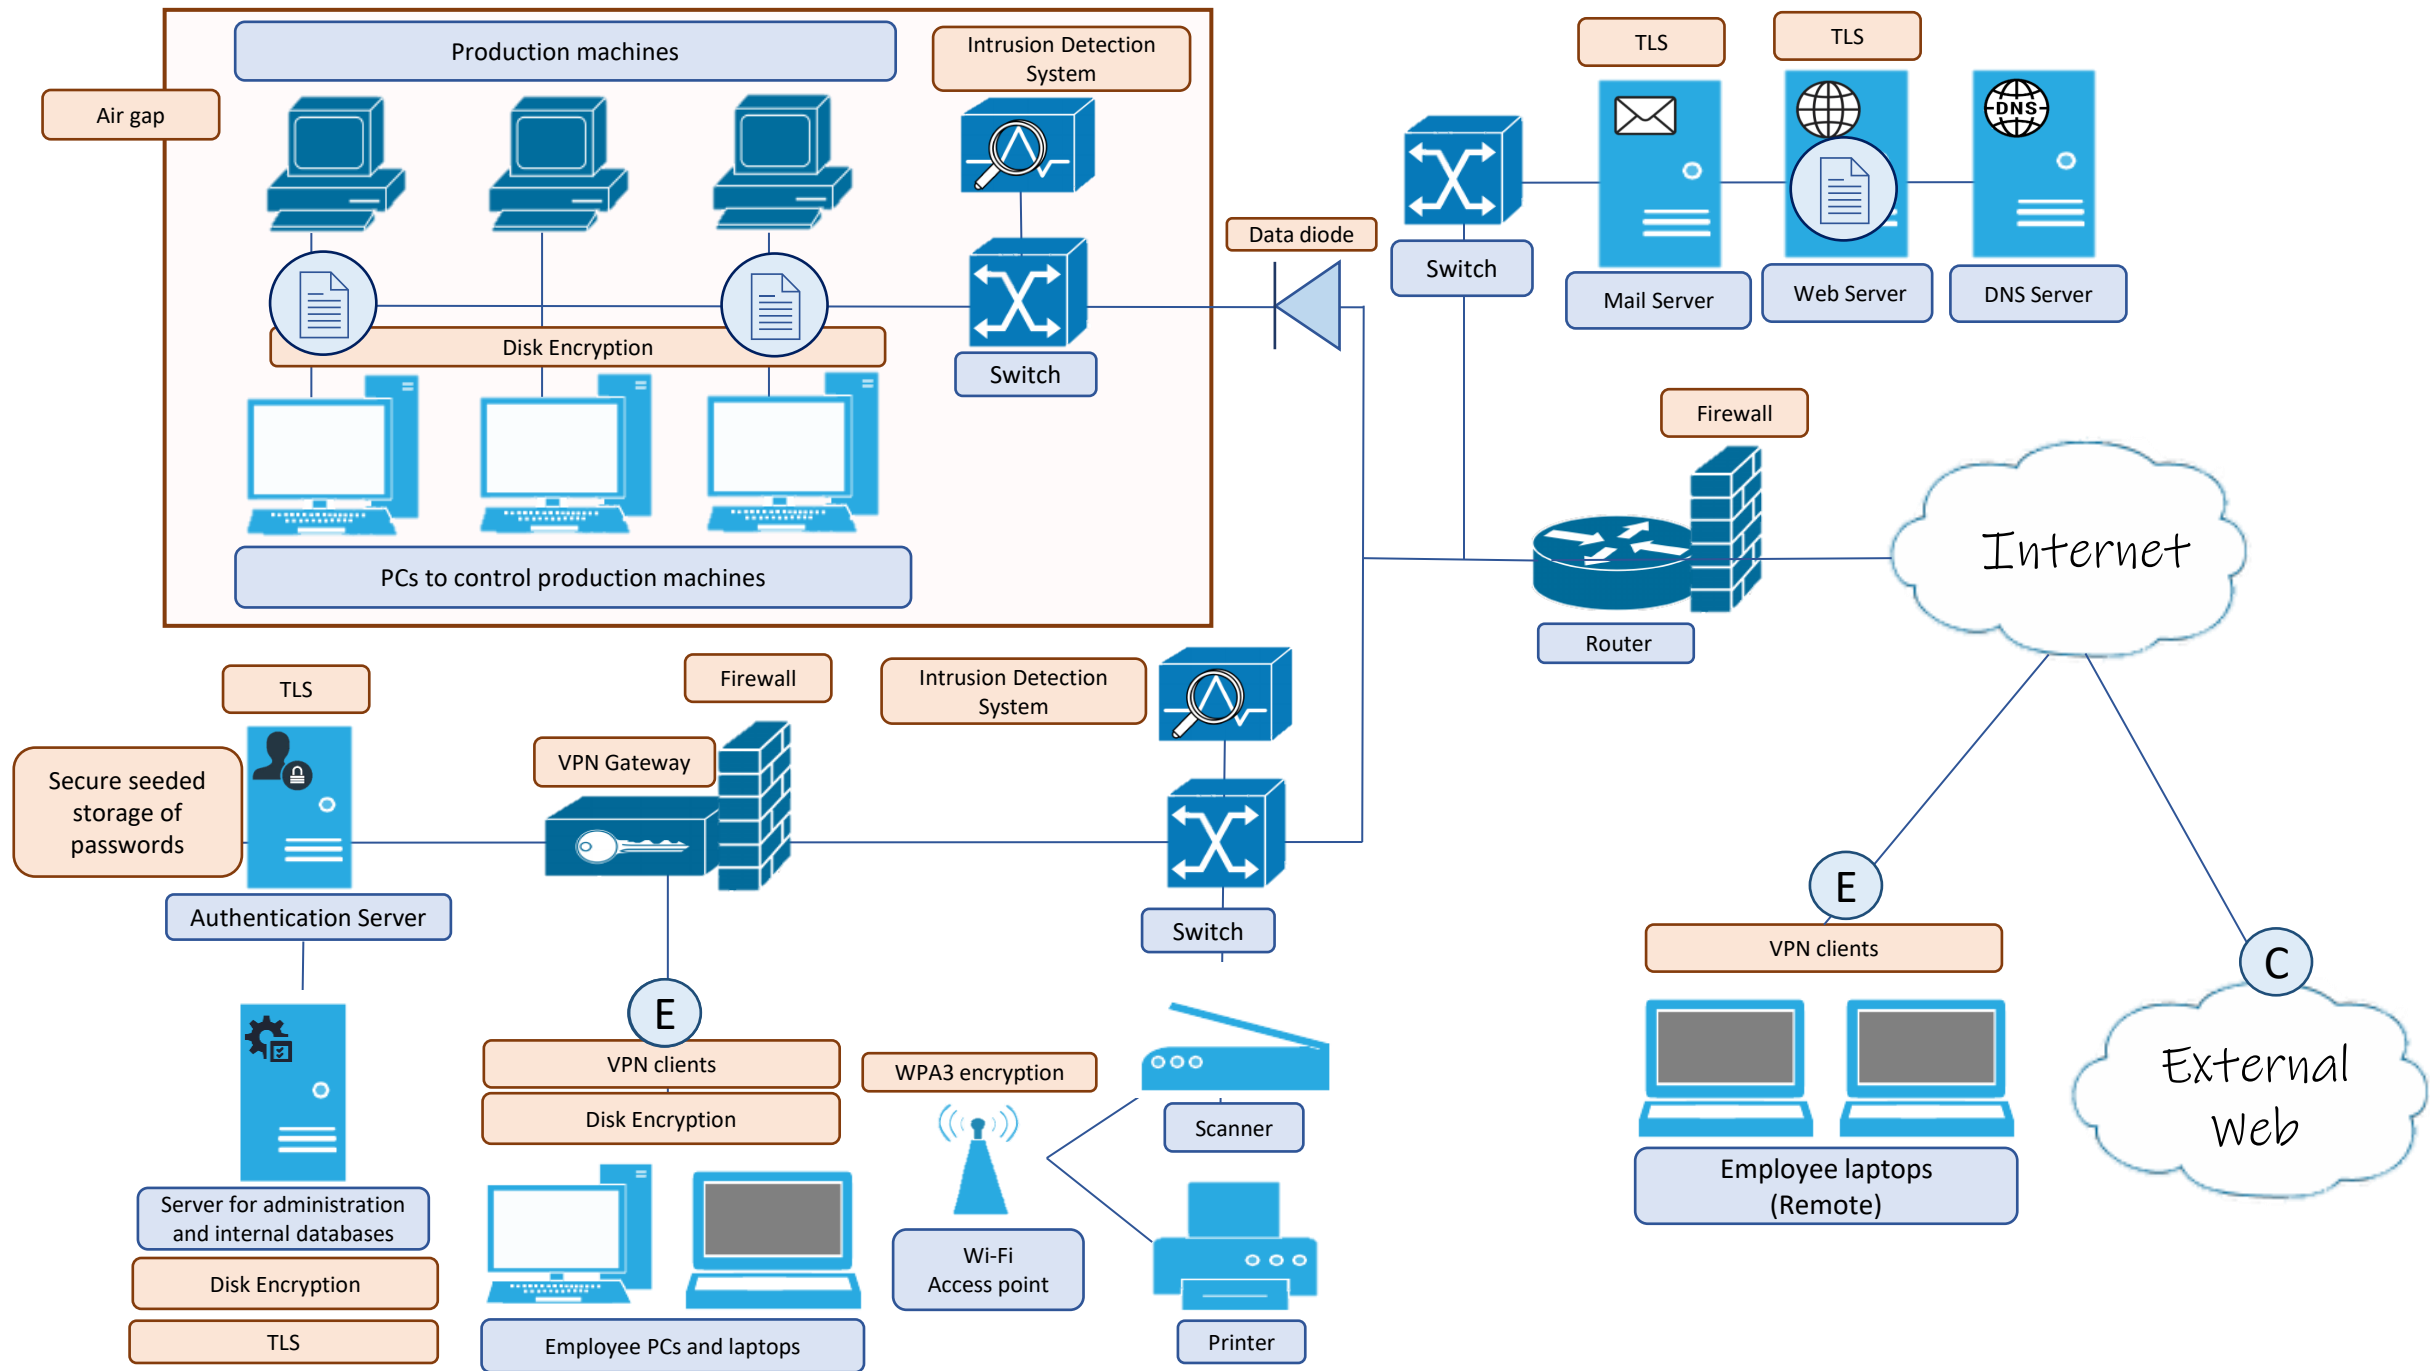 Production machines
Intrusion Detection
System
Air gap
Disk Encryption
Switch
PCs to control production machines
Data diode
TLS
TLS
DNS
Switch
Mail Server
Web Server
DNS Server
Firewall
Router
Internet
TLS
Secure seeded
storage of
passwords
Authentication Server
Firewall
VPN Gateway
Intrusion Detection
System
Switch
E
VPN clients
Disk Encryption
Employee PCs and laptops
Server for administration
and internal databases
Disk Encryption
TLS
WPA3 encryption
Wi-Fi
Access point
Scanner
Printer
E
VPN clients
Employee laptops
(Remote)
C
External
Web